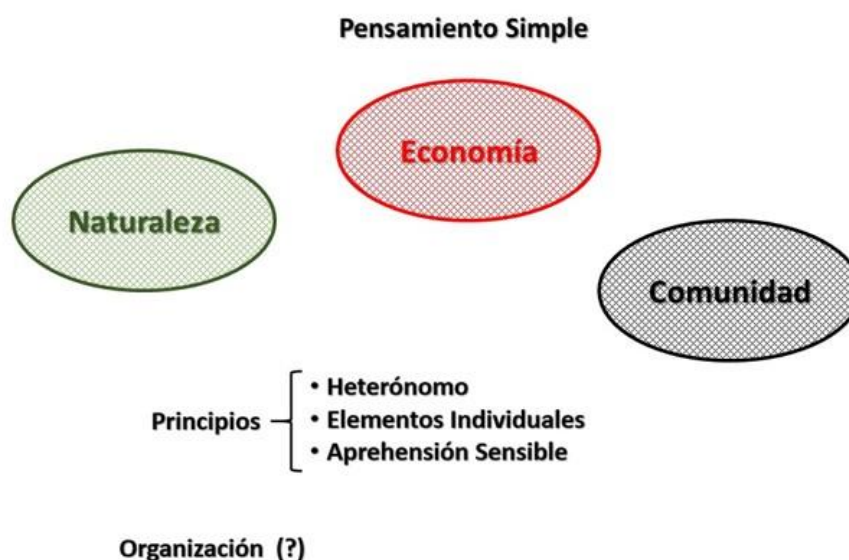 Pensamiento Simple
Economía
Naturaleza
Comunidad
Principios
• Heterónomo
• Elementos Individuales
• Aprehensión Sensible
Organización (?)